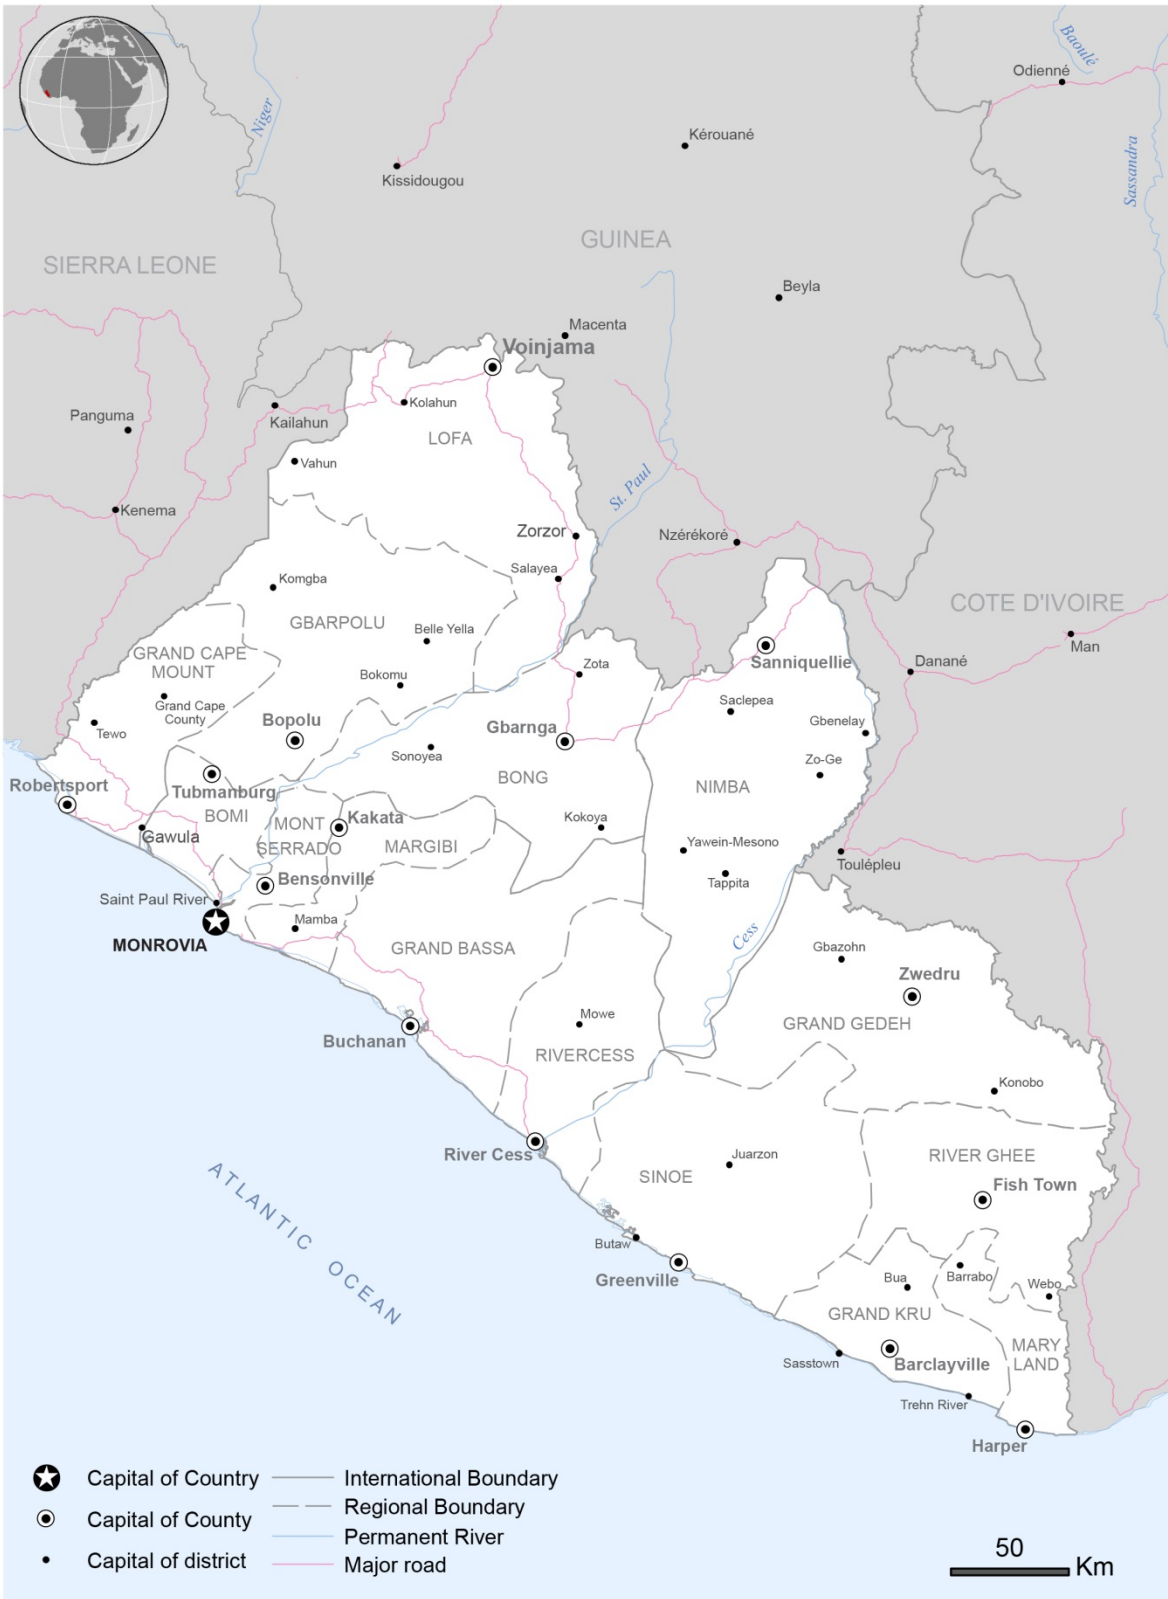 Baoulé
Odienné
Niger
Kérouané
Sassandra
Kissidougou
GUINEA
SIERRA LEONE
Beyla
Macenta
Voinjama
Kolahun
Panguma
Kailahun
LOFA
Vahun
St. Paul
Kenema
Zorzor
Nzérékoré
Salayea
Komgba
COTE D'IVOIRE
GBARPOLU
Belle Yella
Man
GRAND CAPE
MOUNT
Sanniquellie
Danané
Zota
Bokomu
Grand Cape
County
Saclepea
Tewo
Bopolu
Gbarnga
Gbenelay
Sonoyea
Zo-Ge
BONG
Robertsport
Tubmanburg
NIMBA
BOMI
MONT
SERRADO
Kakata
Kokoya
Gawula
MARGIBI
Yawein-Mesono
Toulépleu
Bensonville
Tappita
Saint Paul River
Mamba
MONROVIA
GRAND BASSA
Cess
Gbazohn
Zwedru
Mowe
GRAND GEDEH
Buchanan
RIVERCESS
Konobo
River Cess
Juarzon
RIVER GHEE
SINOE
Fish Town
ATLANTIC OCEAN
Butaw
Greenville
Bua
Barrabo
Webo
GRAND KRU
MARY
LAND
Sasstown
Barclayville
Trehn River
Harper
Capital of Country
International Boundary
Regional Boundary
Capital of County
Permanent River
Capital of district
Major road
50
Km